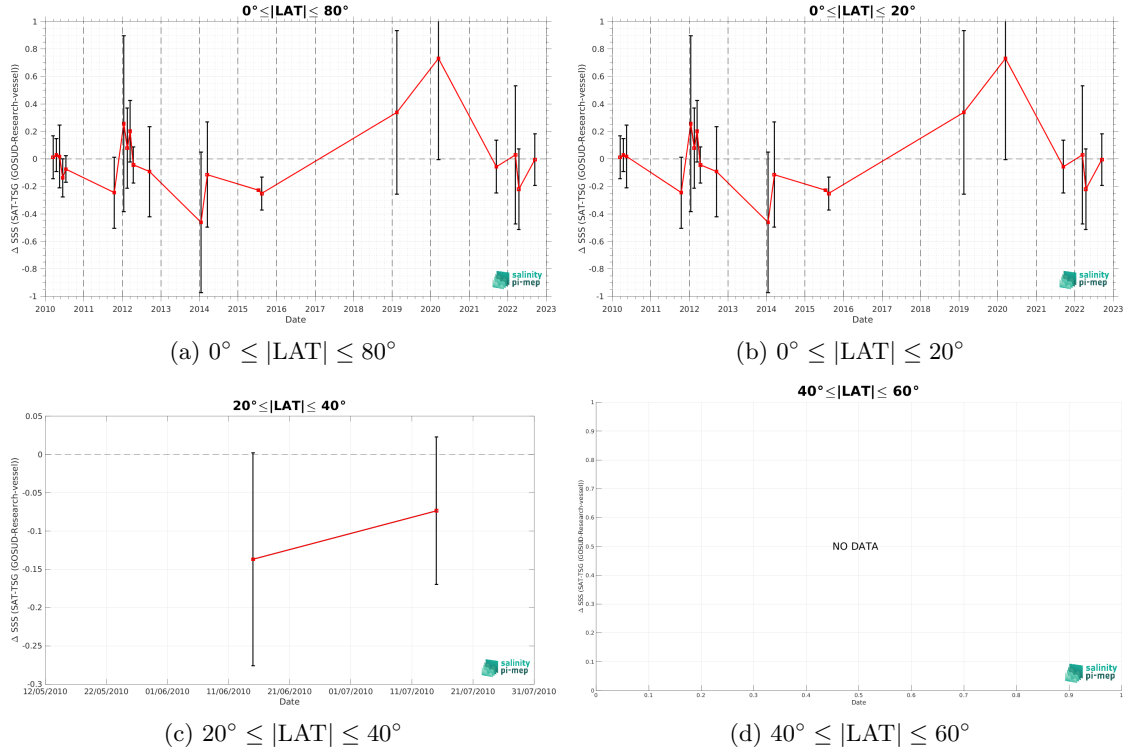 0°≤|LAT|≤ 80°
Δ SSS (SAT-TSG (GOSUD-Research-vessel))
1
0.8
0.6
0.4
0.2
0
-0.2
-0.4
-0.6
-0.8
-1
2010 2011 2012 2013 2014 2015 2016 2017 2018 2019 2020 2021 2022 2023
Date
salinity
pi-mep
(a) 0° ≤ |LAT| ≤ 80°
0°≤|LAT|≤ 20°
Δ SSS (SAT-TSG (GOSUD-Research-vessel))
1
0.8
0.6
0.4
0.2
0
-0.2
-0.4
-0.6
-0.8
-1
2010 2011 2012 2013 2014 2015 2016 2017 2018 2019 2020 2021 2022 2023
Date
salinity
pi-mep
(b) 0° ≤ |LAT| ≤ 20°
20°≤|LAT|≤ 40°
Δ SSS (SAT-TSG (GOSUD-Research-vessel))
0.05
0
-0.05
-0.1
-0.15
-0.2
-0.25
-0.3
12/05/2010 22/05/2010 01/06/2010 11/06/2010 21/06/2010 01/07/2010 11/07/2010 21/07/2010 31/07/2010
Date
salinity
pi-mep
(c) 20° ≤ |LAT| ≤ 40°
40°≤|LAT|≤ 60°
Δ SSS (SAT-TSG (GOSUD-Research-vessel))
1
0.9
0.8
0.7
0.6
0.5
0.4
0.3
0.2
0.1
0
NO DATA
0 0.1 0.2 0.3 0.4 0.5 0.6 0.7 0.8 0.9 1
Date
salinity
pi-mep
(d) 40° ≤ |LAT| ≤ 60°